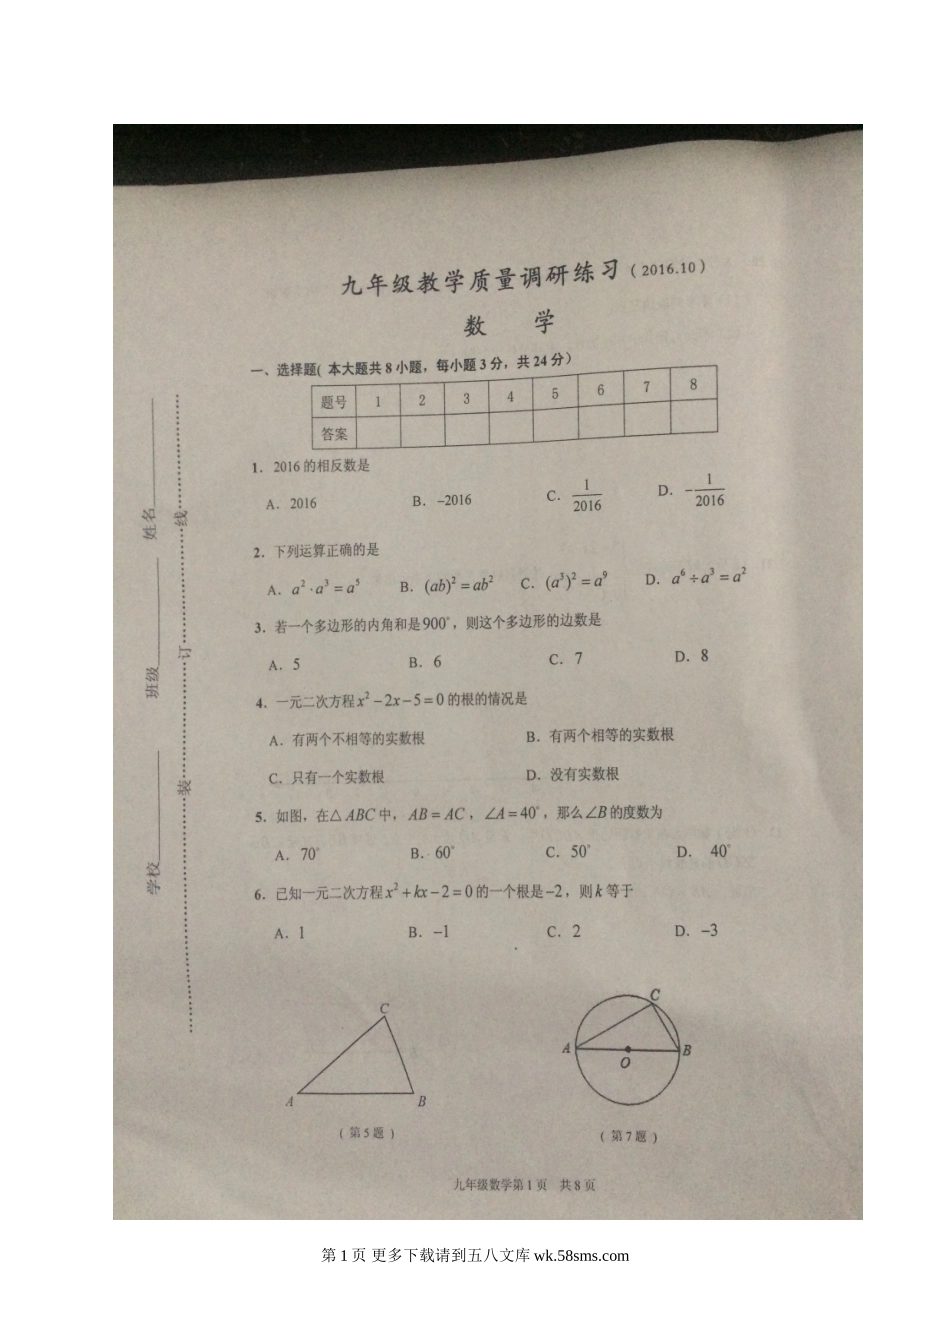 九年级教学质量调研练习(2016.10)
数 学
一、选择题(本大题共8小题,每小题3分,共24分)
题号 1 2 3 4 5 6 7 8
答案
1.2016的相反数是
A.2016 B.-2016 C.1/2016 D.-1/2016
2.下列运算正确的是
A.a²·a³=a⁵ B.(ab)²=ab² C.(a³)²=a⁹ D.a⁶÷a³=a²
3.若一个多边形的内角和是900°,则这个多边形的边数是
A.5 B.6 C.7 D.8
4.一元二次方程x²-2x-5=0的根的情况是
A.有两个不相等的实数根 B.有两个相等的实数根
C.只有一个实数根 D.没有实数根
5.如图,在△ABC中,AB=AC,∠A=40°,那么∠B的度数为
A.70° B.60° C.50° D.40°
6.已知一元二次方程x²+kx-2=0的一个根是-2,则k等于
A.1 B.-1 C.2 D.-3
C
A
B
(第5题)
C
A
B
O
(第7题)
九年级数学第1页 共8页
学校 班级 姓名
装 订 线
第1页 更多下载请到五八文库wk.58sms.com